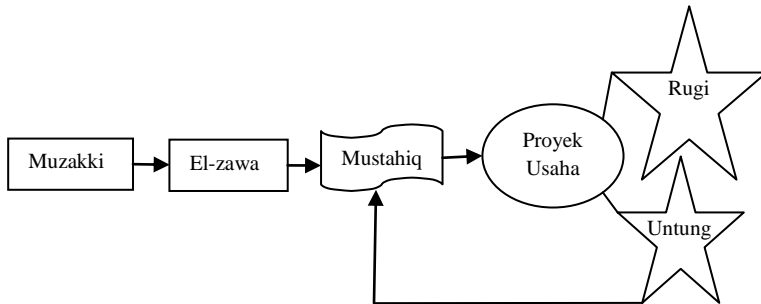 Muzakki
El-zawa
Mustahiq
Proyek
Usaha
Rugi
Untung